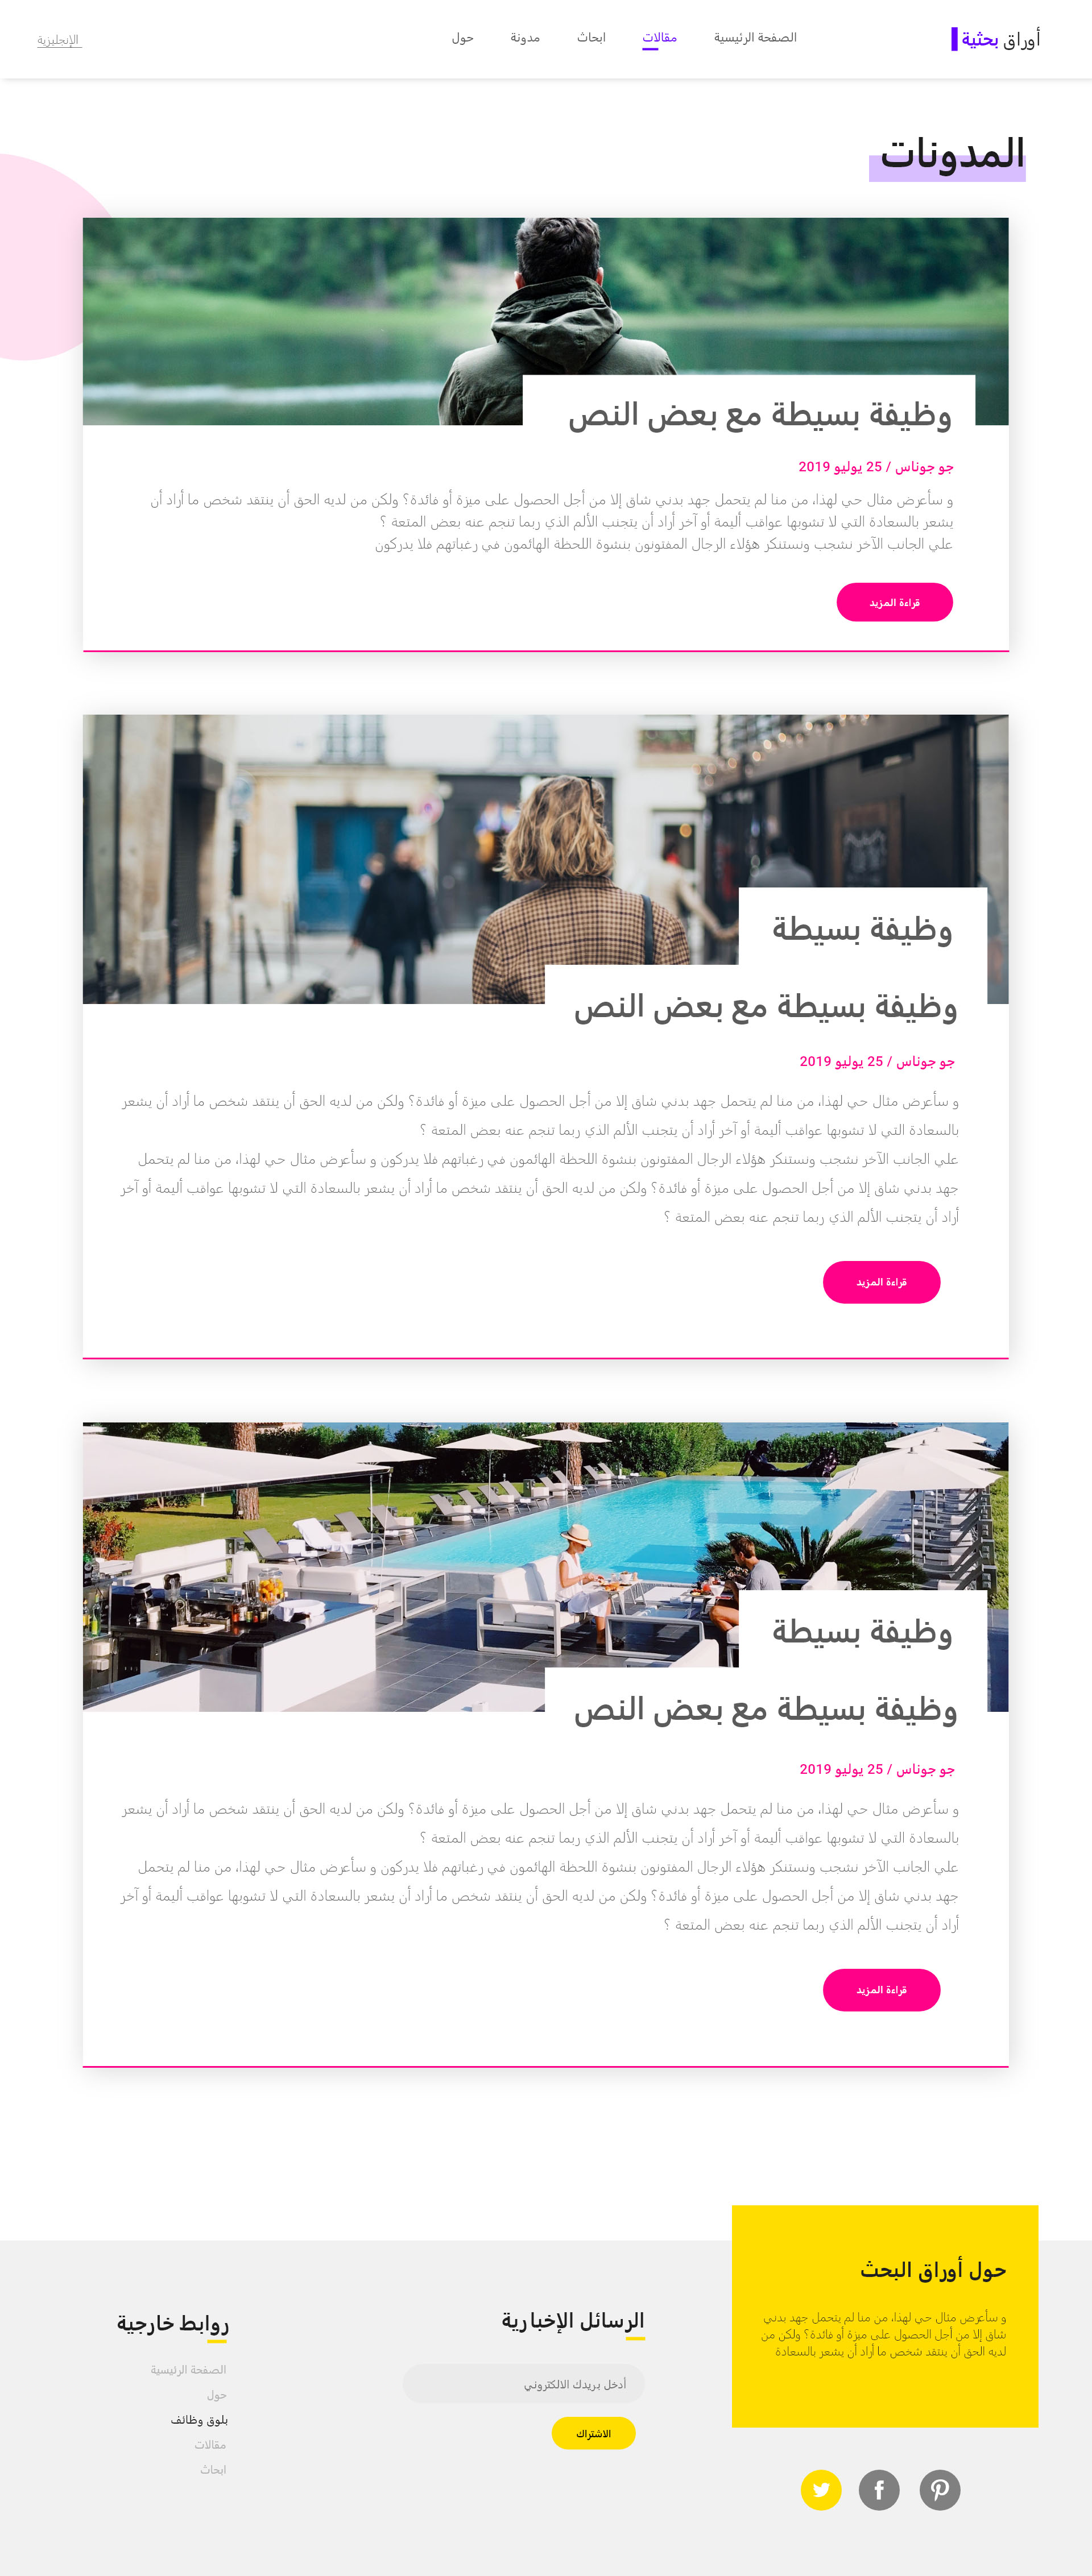 أوراق بحثية
الصفحة الرئيسية
مقالات
ابحاث
مدونة
حول
الإنجليزية
المدونات
وظيفة بسيطة مع بعض النص
جو جوناس / 25 يوليو 2019
و سأعرض مثال حي لهذا، من منا لم يتحمل جهد بدني شاق إلا من أجل الحصول على ميزة أو فائدة؟ ولكن من لديه الحق أن ينتقد شخص ما أراد أن
يشعر بالسعادة التي لا تشوبها عواقب أليمة أو آخر أراد أن يتجنب الألم الذي ربما تنجم عنه بعض المتعة ؟
علي الجانب الآخر نشجب ونستنكر هؤلاء الرجال المفتونون بنشوة اللحظة الهائمون في رغباتهم فلا يدركون
قراءة المزيد
وظيفة بسيطة
وظيفة بسيطة مع بعض النص
جو جوناس / 25 يوليو 2019
و سأعرض مثال حي لهذا، من منا لم يتحمل جهد بدني شاق إلا من أجل الحصول على ميزة أو فائدة؟ ولكن من لديه الحق أن ينتقد شخص ما أراد أن يشعر
بالسعادة التي لا تشوبها عواقب أليمة أو آخر أراد أن يتجنب الألم الذي ربما تنجم عنه بعض المتعة ؟
علي الجانب الآخر نشجب ونستنكر هؤلاء الرجال المفتونون بنشوة اللحظة الهائمون في رغباتهم فلا يدركون و سأعرض مثال حي لهذا، من منا لم يتحمل
جهد بدني شاق إلا من أجل الحصول على ميزة أو فائدة؟ ولكن من لديه الحق أن ينتقد شخص ما أراد أن يشعر بالسعادة التي لا تشوبها عواقب أليمة أو آخر
أراد أن يتجنب الألم الذي ربما تنجم عنه بعض المتعة ؟
قراءة المزيد
وظيفة بسيطة
وظيفة بسيطة مع بعض النص
جو جوناس / 25 يوليو 2019
و سأعرض مثال حي لهذا، من منا لم يتحمل جهد بدني شاق إلا من أجل الحصول على ميزة أو فائدة؟ ولكن من لديه الحق أن ينتقد شخص ما أراد أن يشعر
بالسعادة التي لا تشوبها عواقب أليمة أو آخر أراد أن يتجنب الألم الذي ربما تنجم عنه بعض المتعة ؟
علي الجانب الآخر نشجب ونستنكر هؤلاء الرجال المفتونون بنشوة اللحظة الهائمون في رغباتهم فلا يدركون و سأعرض مثال حي لهذا، من منا لم يتحمل
جهد بدني شاق إلا من أجل الحصول على ميزة أو فائدة؟ ولكن من لديه الحق أن ينتقد شخص ما أراد أن يشعر بالسعادة التي لا تشوبها عواقب أليمة أو آخر
أراد أن يتجنب الألم الذي ربما تنجم عنه بعض المتعة ؟
قراءة المزيد
حول أوراق البحث
و سأعرض مثال حي لهذا، من منا لم يتحمل جهد بدني
شاق إلا من أجل الحصول على ميزة أو فائدة؟ ولكن من
لديه الحق أن ينتقد شخص ما أراد أن يشعر بالسعادة
الرسائل الإخبارية
أدخل بريدك الالكتروني
الاشتراك
روابط خارجية
الصفحة الرئيسية
حول
بلوق وظائف
مقالات
ابحاث